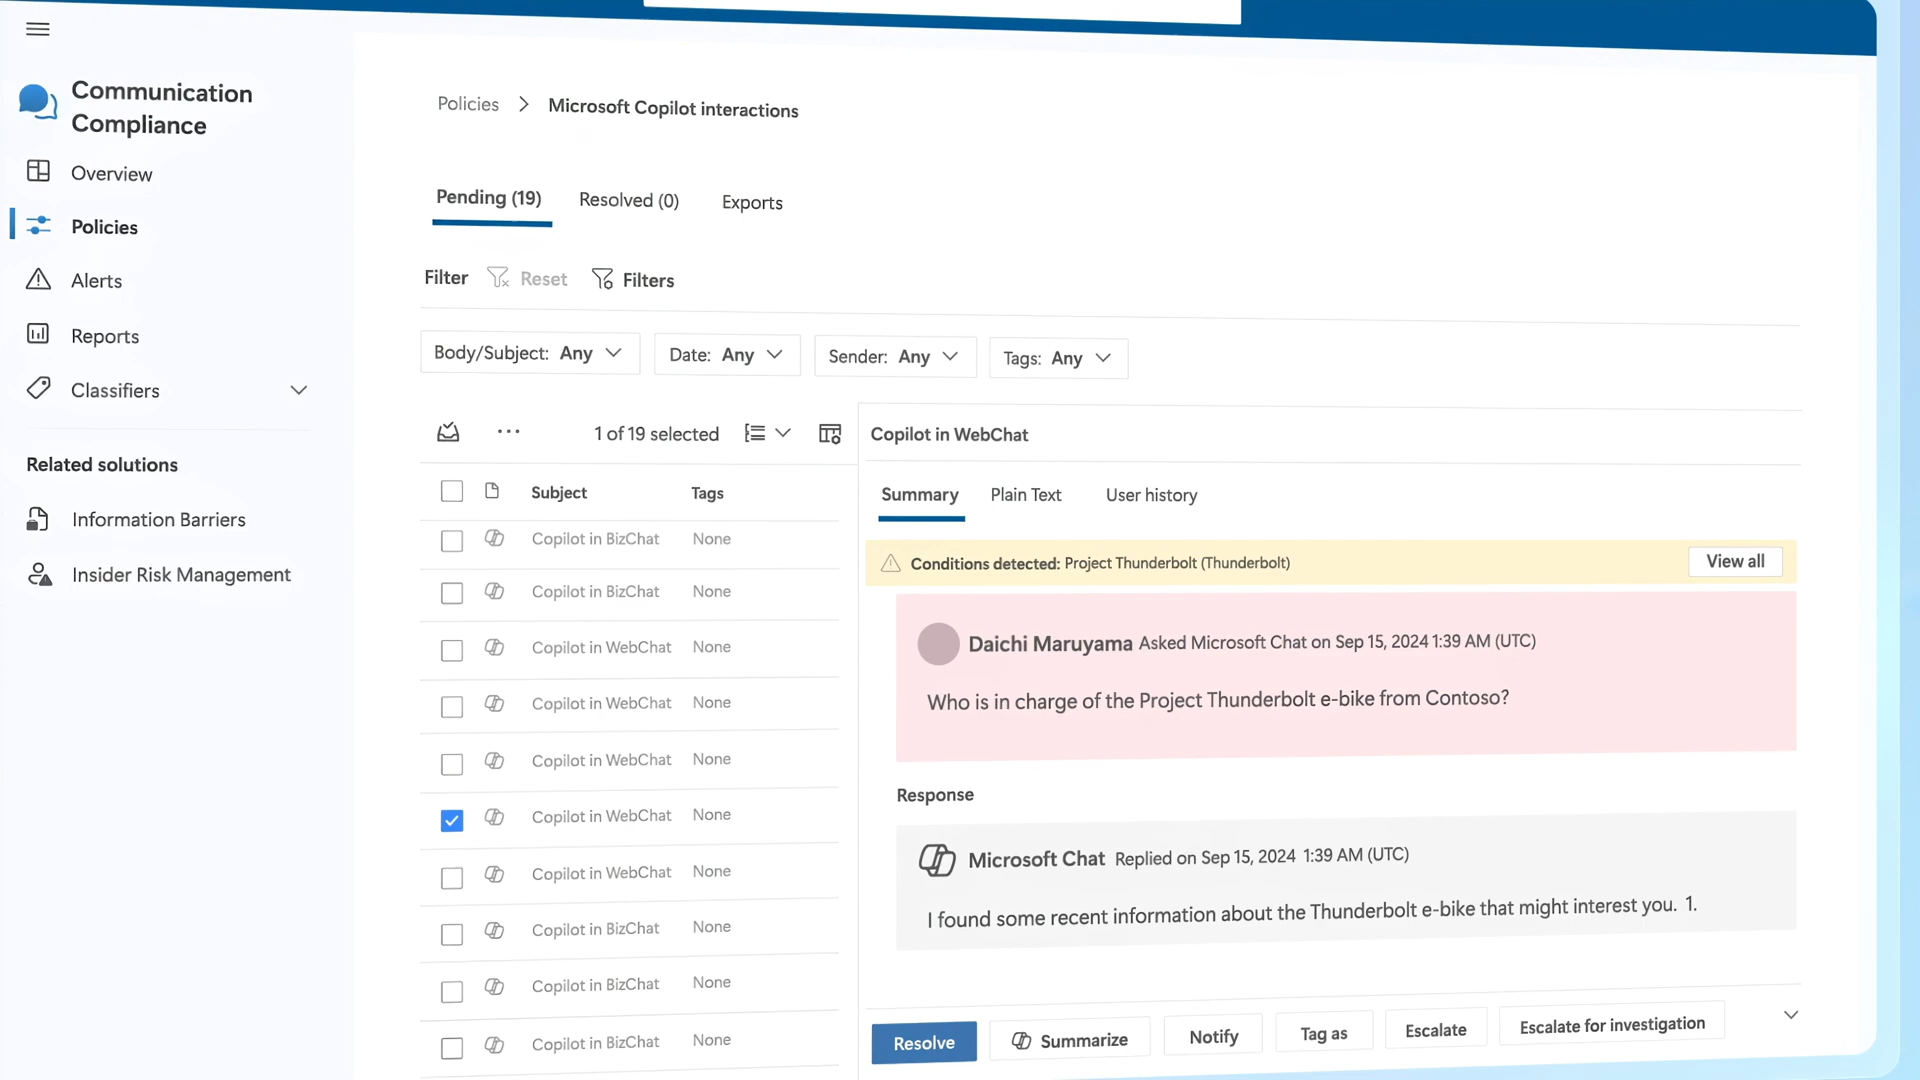 Communication
Compliance
Overview
Policies
Alerts
Reports
Classifiers
Related solutions
Information Barriers
Insider Risk Management
Policies > Microsoft Copilot interactions
Pending (19) Resolved (0) Exports
Filter Reset Filters
Body/Subject: Any Date: Any Sender: Any Tags: Any
1 of 19 selected
Subject Tags
Copilot in BizChat None
Copilot in BizChat None
Copilot in WebChat None
Copilot in WebChat None
Copilot in WebChat None
Copilot in WebChat None
Copilot in WebChat None
Copilot in BizChat None
Copilot in BizChat None
Copilot in BizChat None
Copilot in WebChat
Summary Plain Text User history
Conditions detected: Project Thunderbolt (Thunderbolt) View all
Daichi Maruyama Asked Microsoft Chat on Sep 15, 2024 1:39 AM (UTC)
Who is in charge of the Project Thunderbolt e-bike from Contoso?
Response
Microsoft Chat Replied on Sep 15, 2024 1:39 AM (UTC)
I found some recent information about the Thunderbolt e-bike that might interest you. 1.
Resolve Summarize Notify Tag as Escalate Escalate for investigation